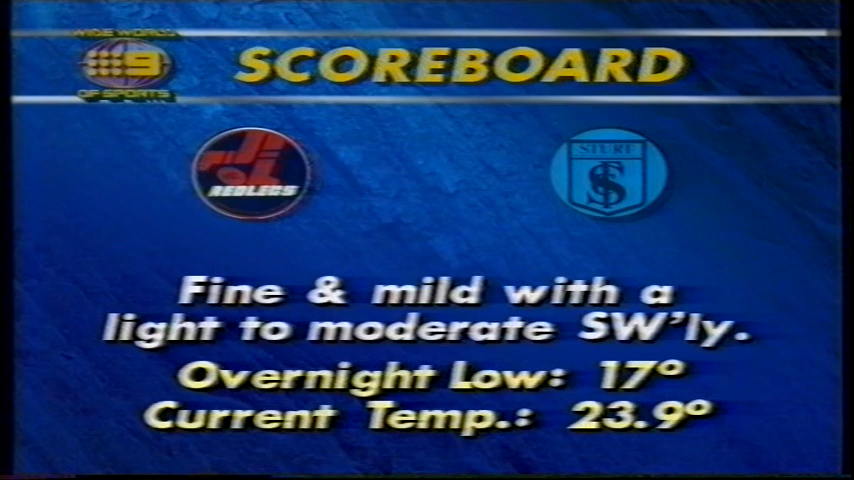 WIDE WORLD
9
OF SPORTS
SCOREBOARD
REDLEGS
STURT
Fine & mild with a
light to moderate SW'ly.
Overnight Low: 17°
Current Temp.: 23.9°